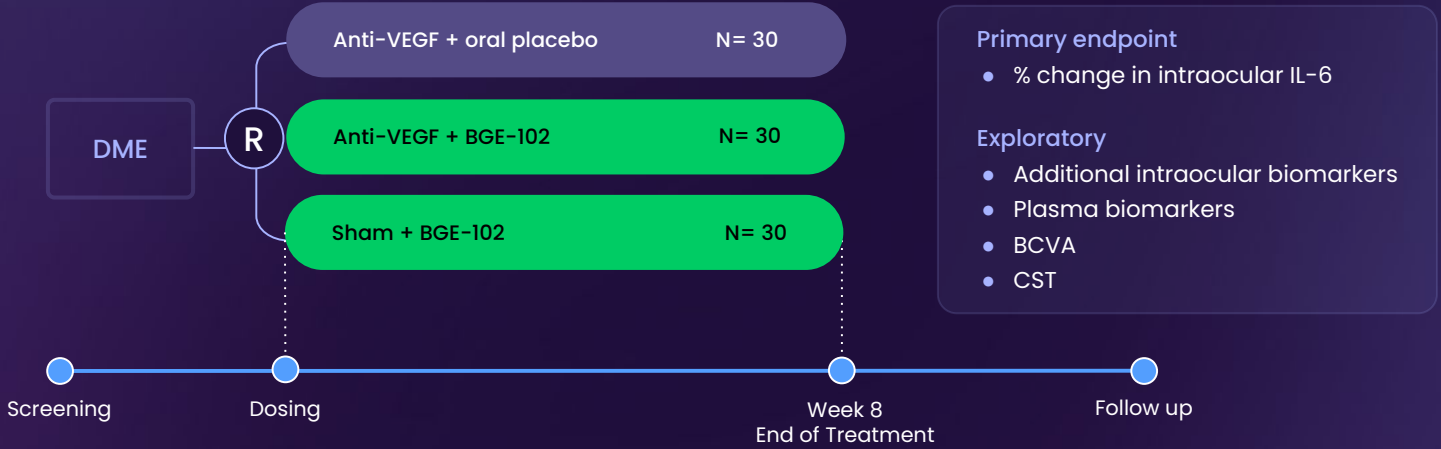 Anti-VEGF + oral placebo N= 30
DME
R
Anti-VEGF + BGE-102 N= 30
Sham + BGE-102 N= 30
Primary endpoint
% change in intraocular IL-6
Exploratory
Additional intraocular biomarkers
Plasma biomarkers
BCVA
CST
Screening
Dosing
Week 8
End of Treatment
Follow up